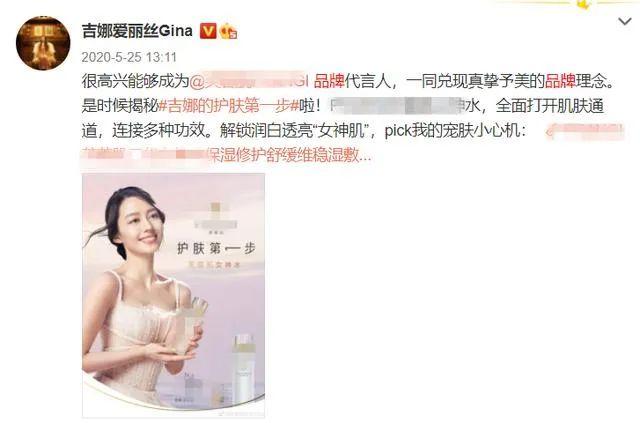 吉娜爱丽丝Gina
2020-5-25 13:11
很高兴能够成为@ 品牌代言人，一同兑现真挚予美的品牌理念。
是时候揭秘#吉娜的护肤第一步#啦！ 水，全面打开肌肤通
道，连接多种功效。解锁润白透亮“女神肌”，pick我的宠肤小心机：
保湿修护舒缓维稳湿敷...
护肤第一步
女神水